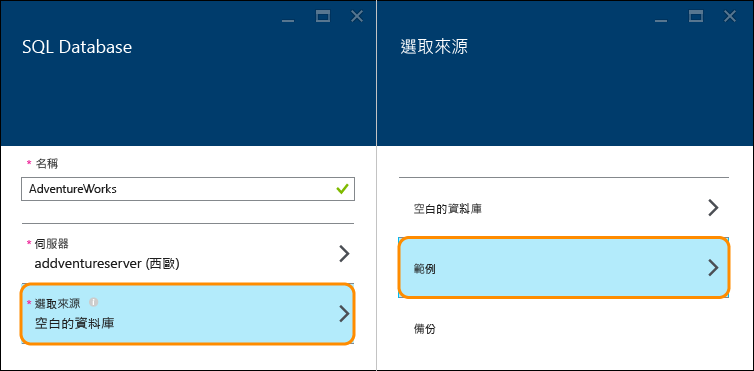 SQL Database
* 名稱
AdventureWorks
* 伺服器
addventureserver (西歐)
* 選取來源
空白的資料庫
選取來源
空白的資料庫
範例
備份